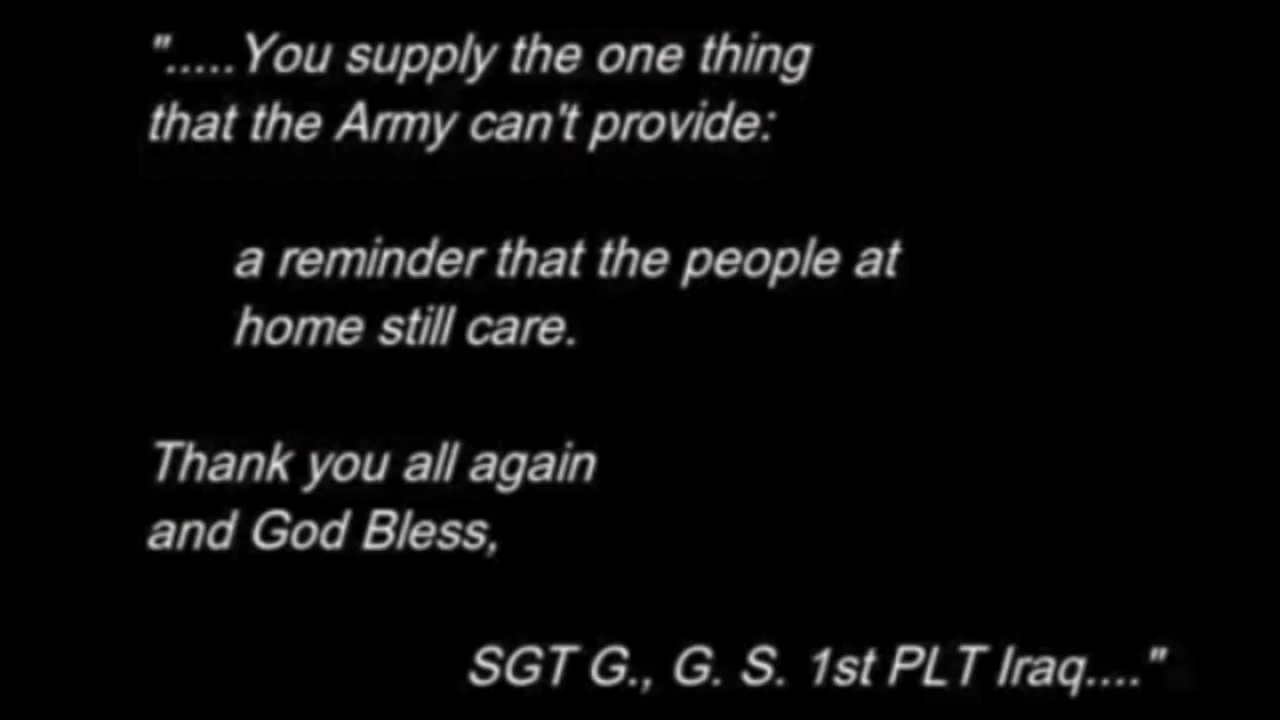 ".....You supply the one thing
that the Army can't provide:
a reminder that the people at
home still care.
Thank you all again
and God Bless,
SGT G., G. S. 1st PLT Iraq...."